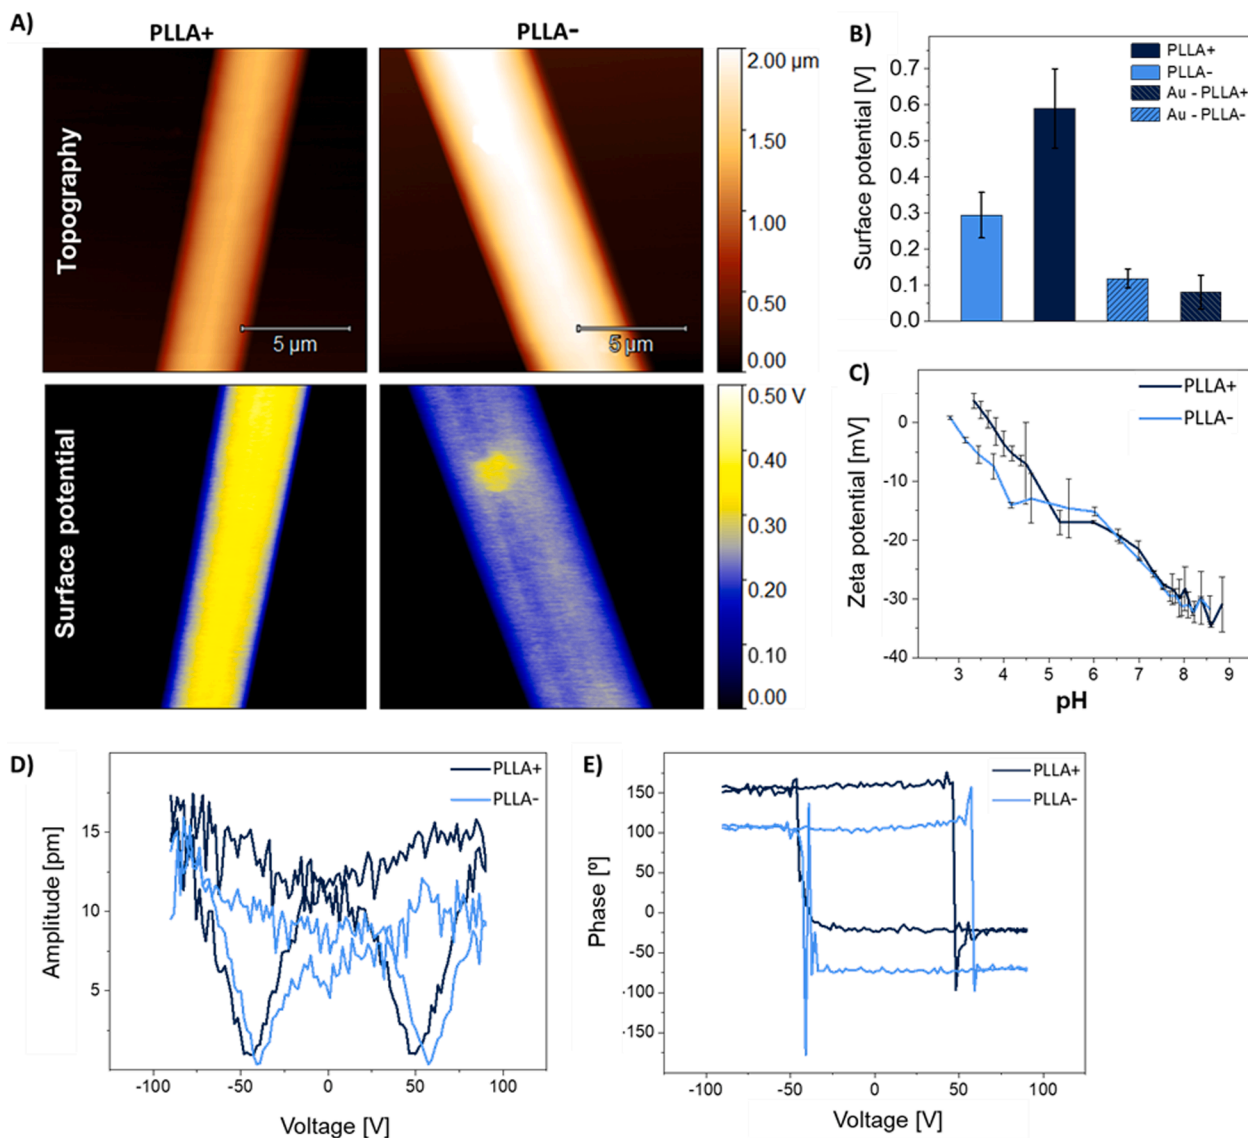 A)
PLLA+
PLLA-
Topography
5 µm
5 µm
2.00 µm
1.50
1.00
0.50
0.00
Surface potential
0.50 V
0.40
0.30
0.20
0.10
0.00
B)
Surface potential [V]
0.7
0.6
0.5
0.4
0.3
0.2
0.1
0.0
PLLA+
PLLA-
Au - PLLA+
Au - PLLA-
C)
Zeta potential [mV]
0
-10
-20
-30
-40
PLLA+
PLLA-
3 4 5 6 7 8 9
pH
D)
Amplitude [pm]
15
10
5
PLLA+
PLLA-
-100 -50 0 50 100
Voltage [V]
E)
Phase [º]
150
100
50
0
-50
-100
-150
PLLA+
PLLA-
-100 -50 0 50 100
Voltage [V]